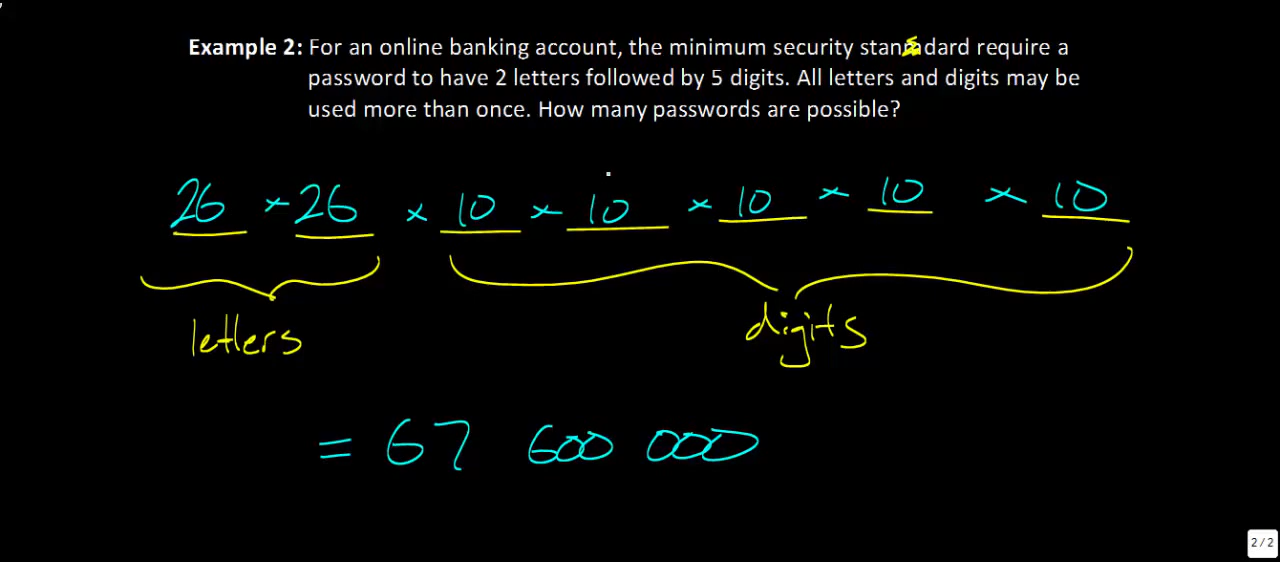 Example 2: For an online banking account, the minimum security standard require a
password to have 2 letters followed by 5 digits. All letters and digits may be
used more than once. How many passwords are possible?
26 × 26 × 10 × 10 × 10 × 10 × 10
letters
digits
= 67 600 000
2 / 2